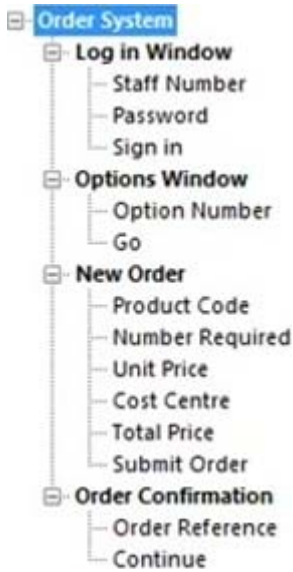 Order System
Log in Window
Staff Number
Password
Sign in
Options Window
Option Number
Go
New Order
Product Code
Number Required
Unit Price
Cost Centre
Total Price
Submit Order
Order Confirmation
Order Reference
Continue